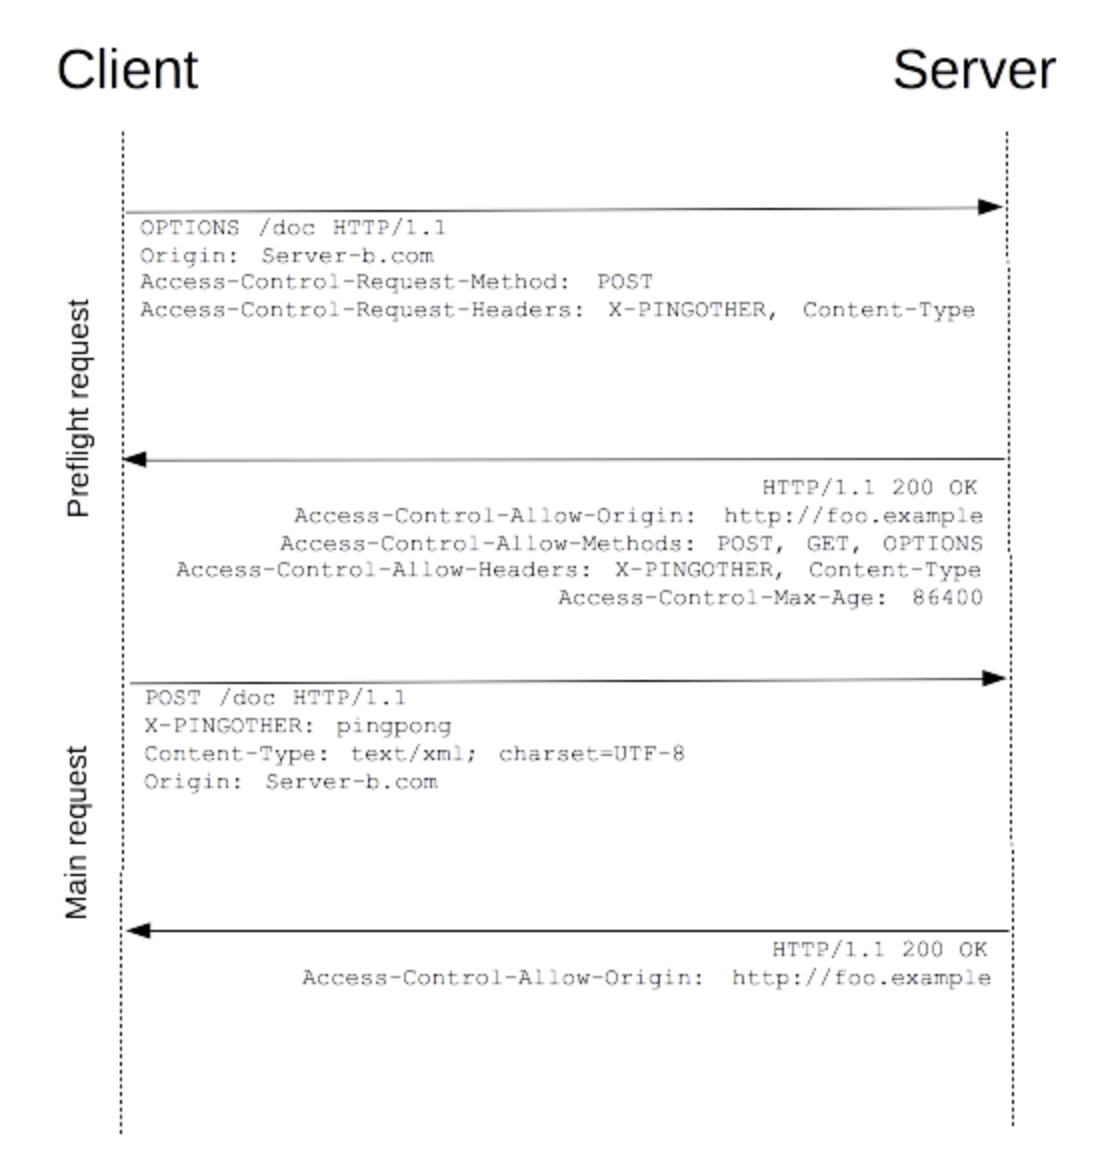 Client
Server
OPTIONS /doc HTTP/1.1
Origin: Server-b.com
Access-Control-Request-Method: POST
Access-Control-Request-Headers: X-PINGOTHER, Content-Type
Preflight request
HTTP/1.1 200 OK
Access-Control-Allow-Origin: http://foo.example
Access-Control-Allow-Methods: POST, GET, OPTIONS
Access-Control-Allow-Headers: X-PINGOTHER, Content-Type
Access-Control-Max-Age: 86400
POST /doc HTTP/1.1
X-PINGOTHER: pingpong
Content-Type: text/xml; charset=UTF-8
Origin: Server-b.com
Main request
HTTP/1.1 200 OK
Access-Control-Allow-Origin: http://foo.example